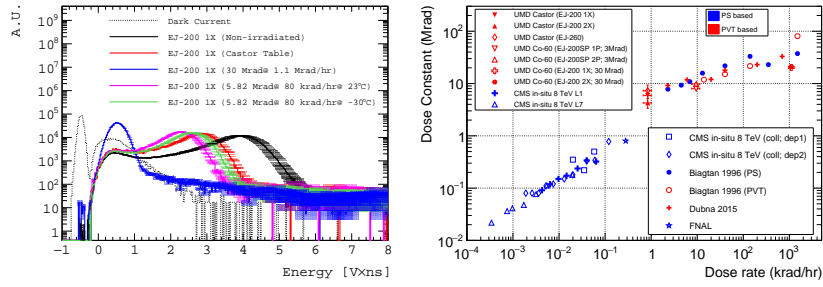 A.U.
Dark Current
EJ-200 1X (Non-irradiated)
EJ-200 1X (Castor Table)
EJ-200 1X (30 Mrad@ 1.1 Mrad/hr)
EJ-200 1X (5.82 Mrad@ 80 krad/hr@ 23°C)
EJ-200 1X (5.82 Mrad@ 80 krad/hr@ -30°C)
10⁹
10⁸
10⁷
10⁶
10⁵
10⁴
10³
10²
10
1
−1 0 1 2 3 4 5 6 7 8
Energy [V×ns]
Dose Constant (Mrad)
UMD Castor (EJ-200 1X)
UMD Castor (EJ-200 2X)
UMD Castor (EJ-260)
UMD Co-60 (EJ-200SP 1P; 3Mrad)
UMD Co-60 (EJ-200SP 2P; 3Mrad)
UMD Co-60 (EJ-200 1X; 30 Mrad)
UMD Co-60 (EJ-200 2X; 30 Mrad)
CMS in-situ 8 TeV L1
CMS in-situ 8 TeV L7
PS based
PVT based
CMS in-situ 8 TeV (coll; dep1)
CMS in-situ 8 TeV (coll; dep2)
Biagtan 1996 (PS)
Biagtan 1996 (PVT)
Dubna 2015
FNAL
10²
10
1
10⁻¹
10⁻²
10⁻⁴ 10⁻³ 10⁻² 10⁻¹ 1 10 10² 10³
Dose rate (krad/hr)